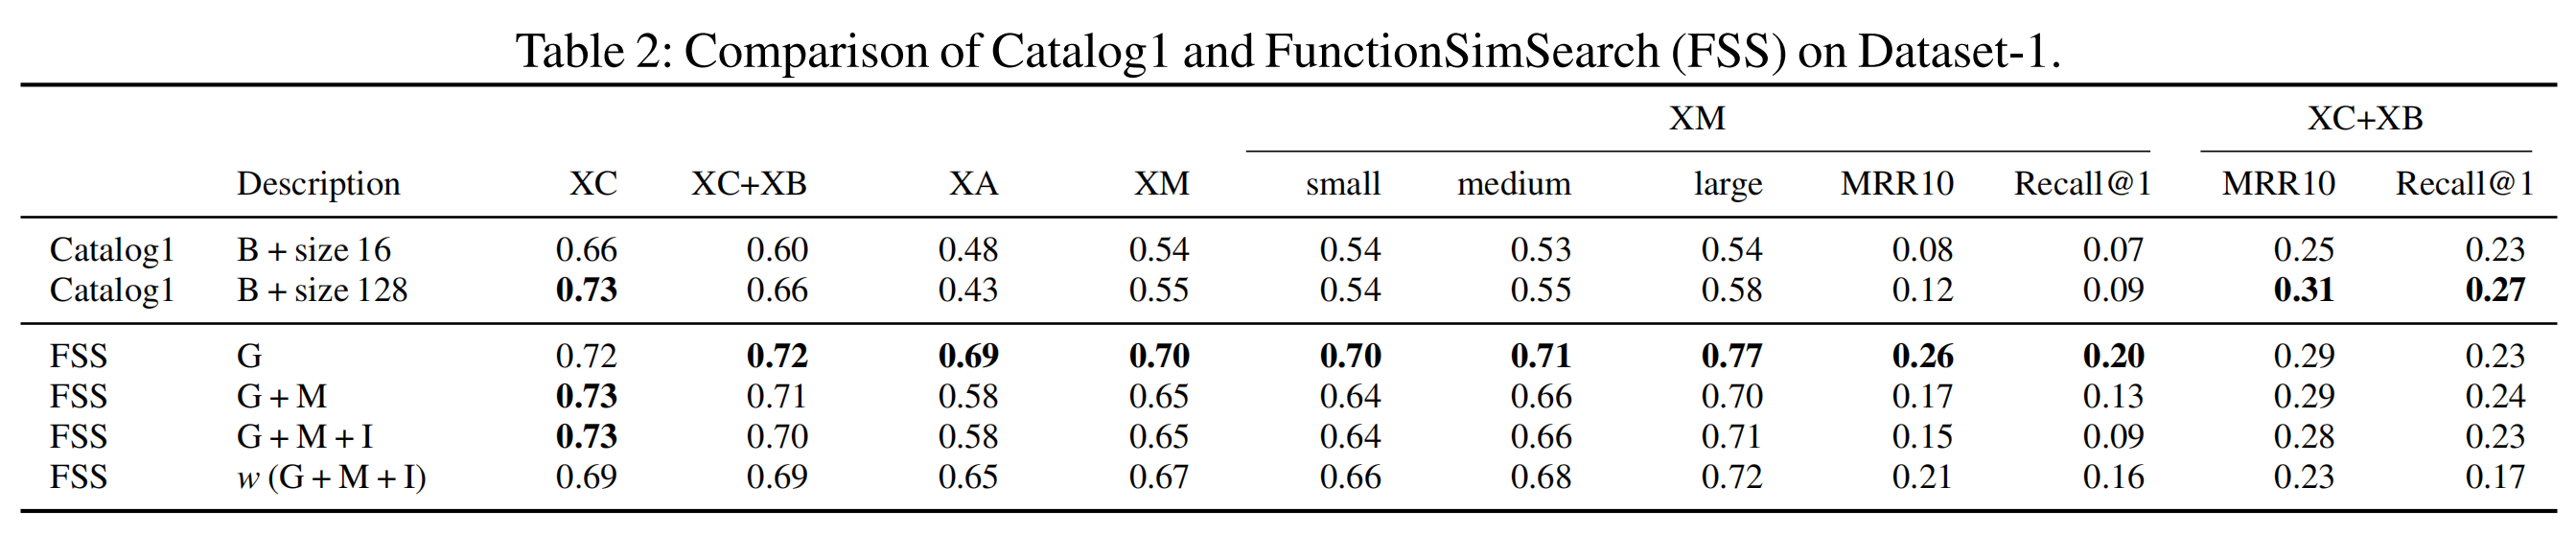 Table 2: Comparison of Catalog1 and FunctionSimSearch (FSS) on Dataset-1.
XM XC+XB
Description XC XC+XB XA XM small medium large MRR10 Recall@1 MRR10 Recall@1
Catalog1 B + size 16 0.66 0.60 0.48 0.54 0.54 0.53 0.54 0.08 0.07 0.25 0.23
Catalog1 B + size 128 0.73 0.66 0.43 0.55 0.54 0.55 0.58 0.12 0.09 0.31 0.27
FSS G 0.72 0.72 0.69 0.70 0.70 0.71 0.77 0.26 0.20 0.29 0.23
FSS G + M 0.73 0.71 0.58 0.65 0.64 0.66 0.70 0.17 0.13 0.29 0.24
FSS G + M + I 0.73 0.70 0.58 0.65 0.64 0.66 0.71 0.15 0.09 0.28 0.23
FSS w (G + M + I) 0.69 0.69 0.65 0.67 0.66 0.68 0.72 0.21 0.16 0.23 0.17